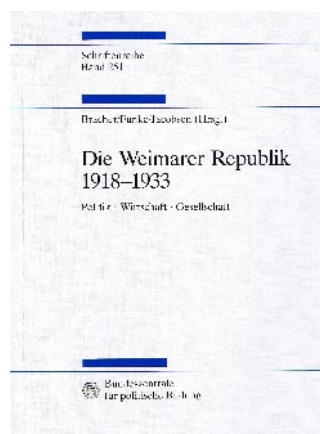 Schriftenreihe
Band 251
Bracher/Funke/Jacobsen (Hrsg.)
Die Weimarer Republik
1918–1933
Politik · Wirtschaft · Gesellschaft
Bundeszentrale
für politische Bildung